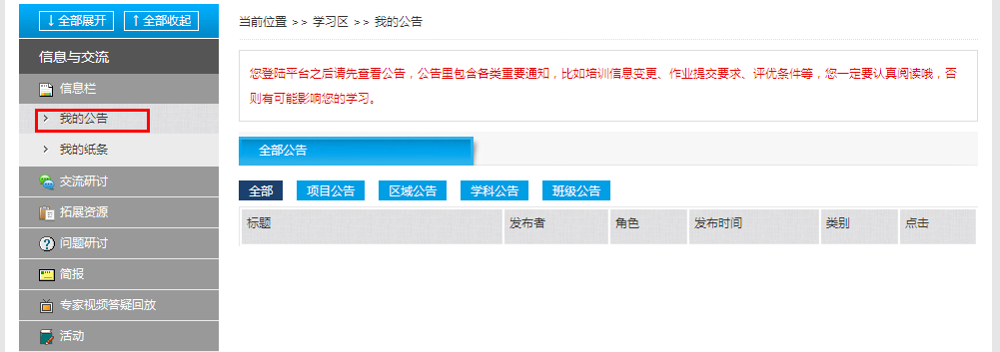 ↓全部展开 ↑全部收起
信息与交流
信息栏
我的公告
我的纸条
交流研讨
拓展资源
问题研讨
简报
专家视频答疑回放
活动
当前位置 >> 学习区 >> 我的公告
您登陆平台之后请先查看公告，公告里包含各类重要通知，比如培训信息变更、作业提交要求、评优条件等，您一定要认真阅读哦，否
则有可能影响您的学习。
全部公告
全部 项目公告 区域公告 学科公告 班级公告
标题 发布者 角色 发布时间 类别 点击